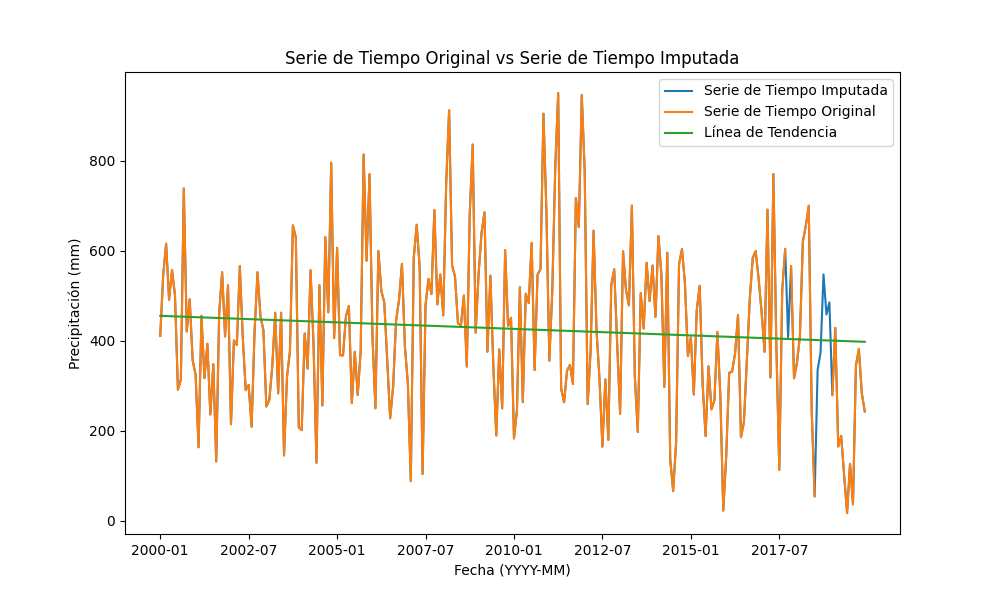 Serie de Tiempo Original vs Serie de Tiempo Imputada
Serie de Tiempo Imputada
Serie de Tiempo Original
Línea de Tendencia
Precipitación (mm)
800
600
400
200
0
2000-01 2002-07 2005-01 2007-07 2010-01 2012-07 2015-01 2017-07
Fecha (YYYY-MM)